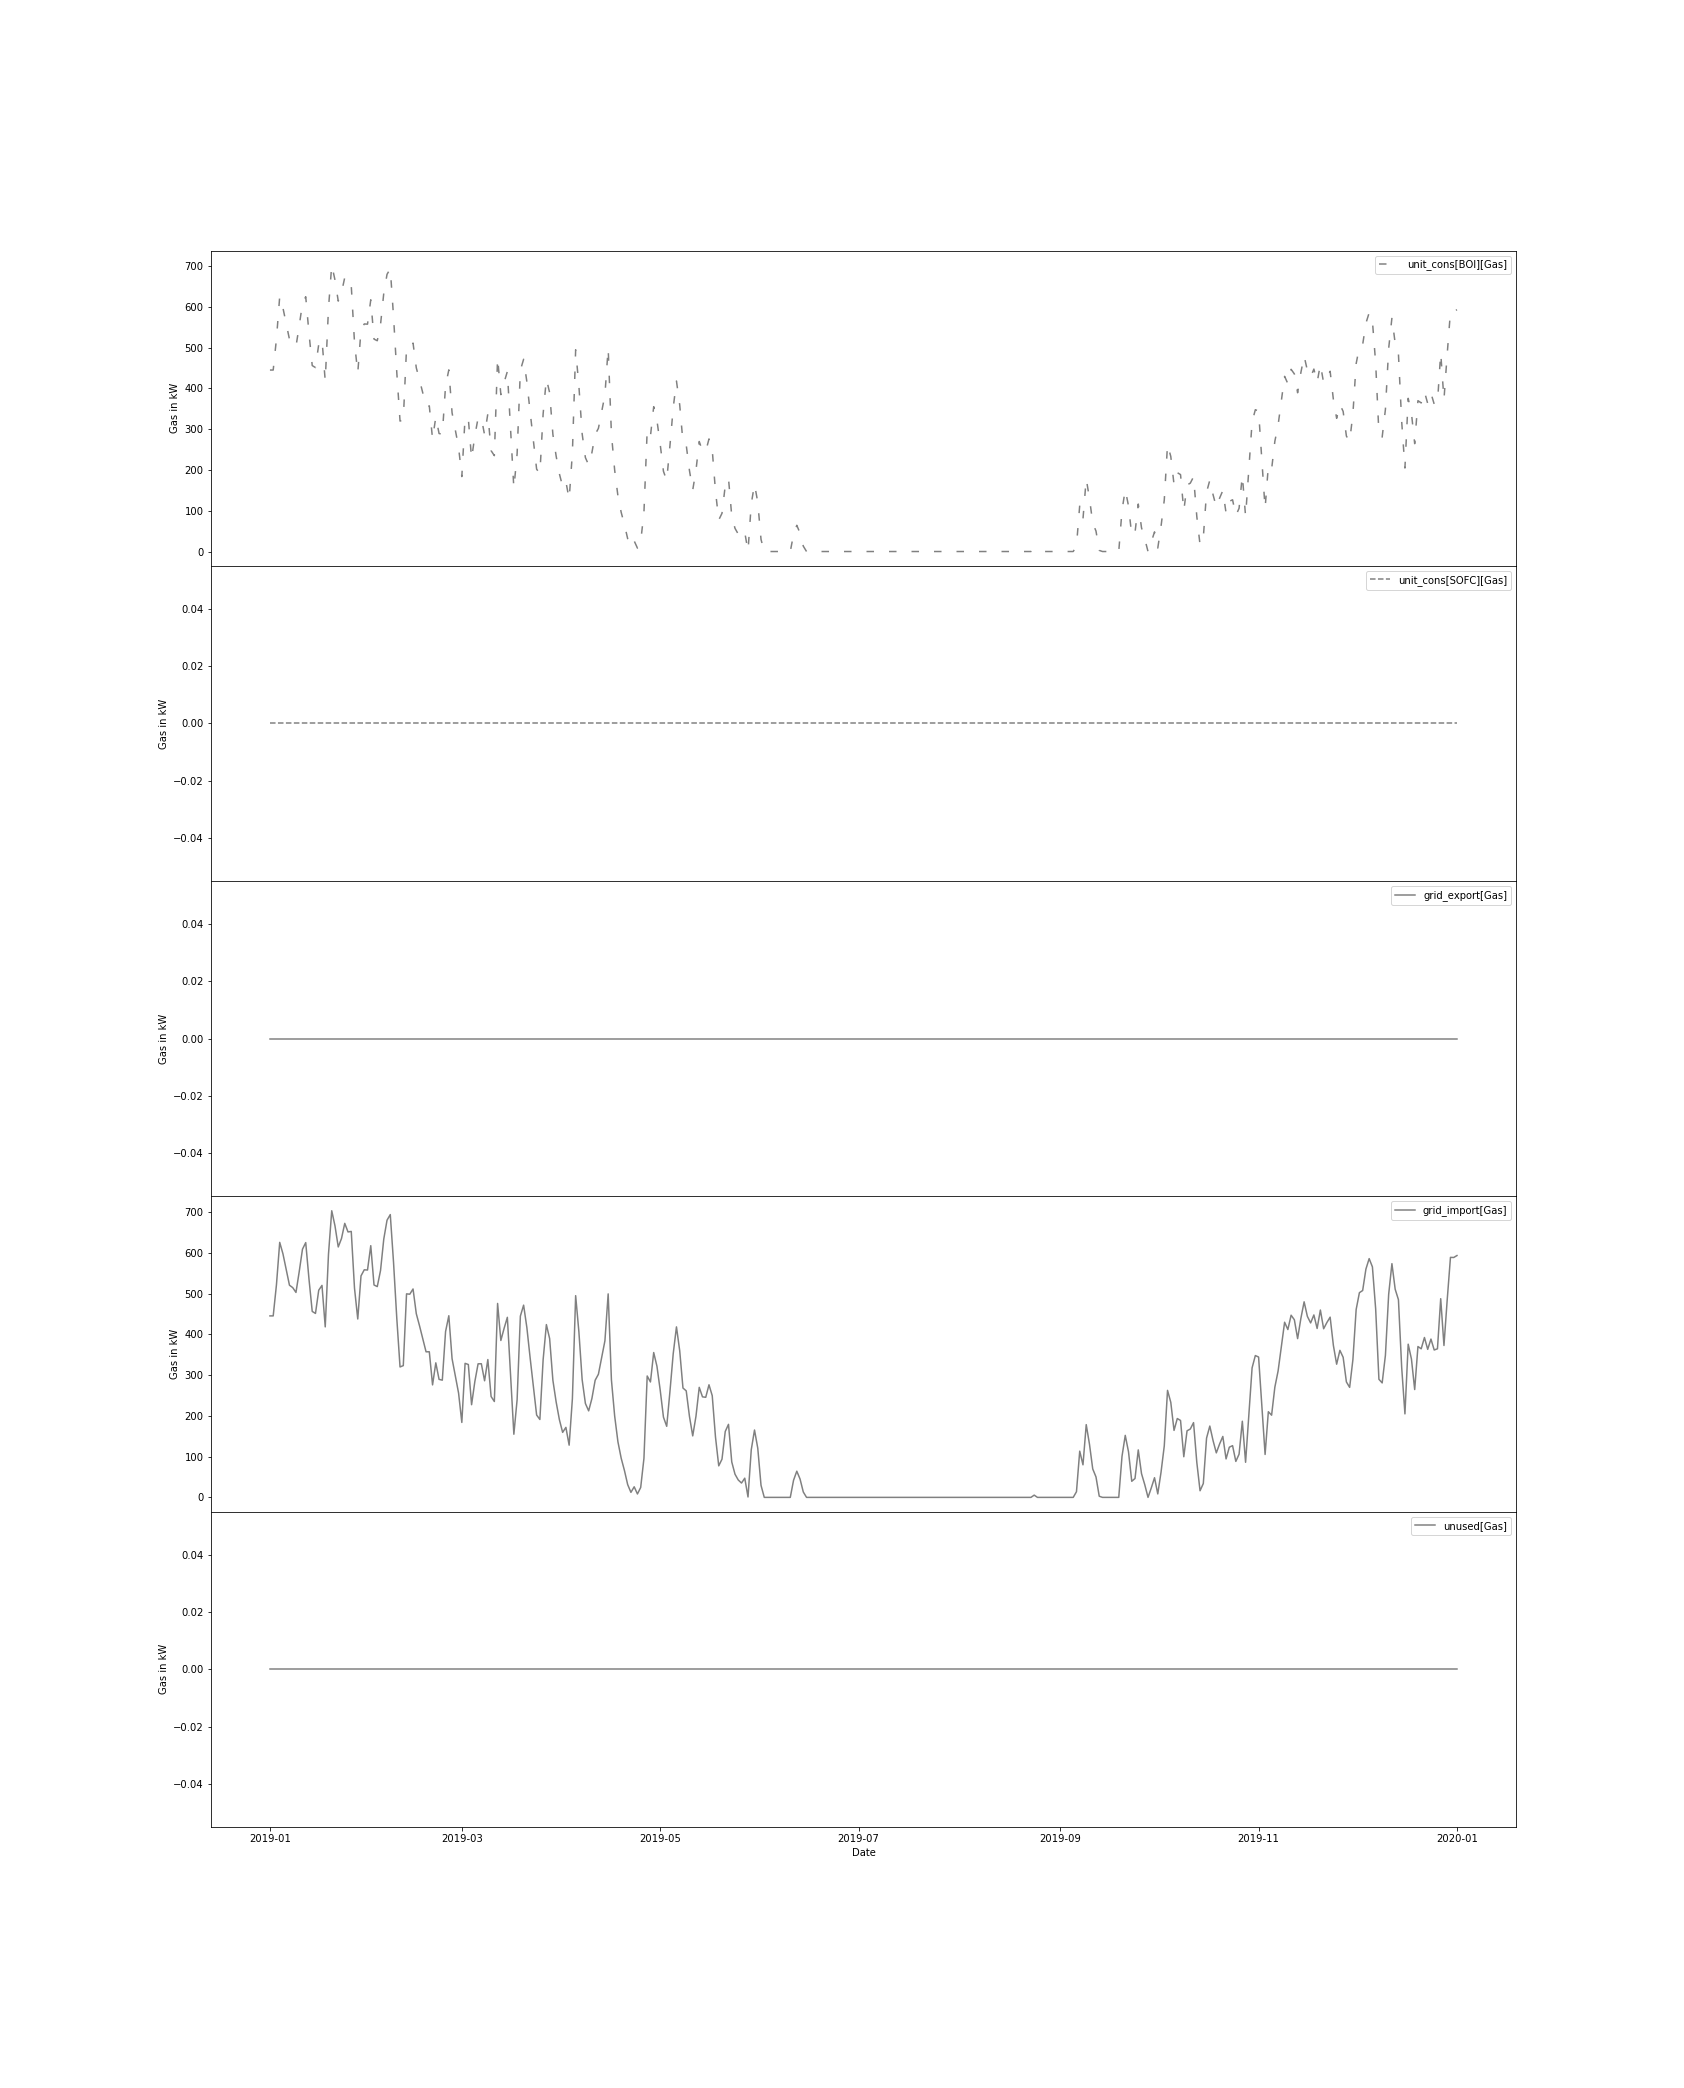 unit_cons[BOI][Gas]
700
600
500
400
300
200
100
0
Gas in kW
unit_cons[SOFC][Gas]
0.04
0.02
0.00
−0.02
−0.04
Gas in kW
grid_export[Gas]
0.04
0.02
0.00
−0.02
−0.04
Gas in kW
grid_import[Gas]
700
600
500
400
300
200
100
0
Gas in kW
unused[Gas]
0.04
0.02
0.00
−0.02
−0.04
Gas in kW
2019-01 2019-03 2019-05 2019-07 2019-09 2019-11 2020-01
Date